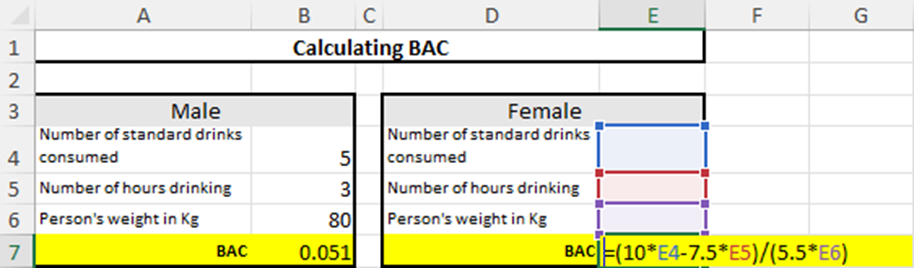 A B C D E F G
1 Calculating BAC
2
3 Male Female
Number of standard drinks Number of standard drinks
4 consumed 5 consumed
5 Number of hours drinking 3 Number of hours drinking
6 Person's weight in Kg 80 Person's weight in Kg
7 BAC 0.051 BAC =(10*E4-7.5*E5)/(5.5*E6)